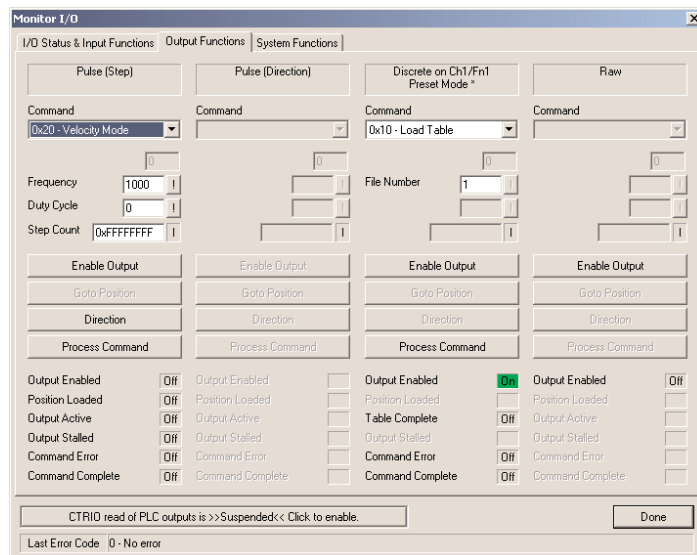 Monitor I/O
I/O Status & Input Functions Output Functions System Functions
Pulse (Step) Pulse (Direction) Discrete on Ch1/Fn1 Raw
Preset Mode *
Command Command Command Command
0x20 - Velocity Mode 0x10 - Load Table
0 0 0 0
Frequency 1000 ! ! File Number 1 ! !
Duty Cycle 0 ! ! ! !
Step Count 0xFFFFFFFF I I I I
Enable Output Enable Output Enable Output Enable Output
Goto Position Goto Position Goto Position Goto Position
Direction Direction Direction Direction
Process Command Process Command Process Command Process Command
Output Enabled Off Output Enabled Output Enabled On Output Enabled Off
Position Loaded Off Position Loaded Position Loaded Position Loaded
Output Active Off Output Active Table Complete Off Output Active
Output Stalled Off Output Stalled Output Stalled Output Stalled
Command Error Off Command Error Command Error Off Command Error
Command Complete Off Command Complete Command Complete Off Command Complete
CTRIO read of PLC outputs is >>Suspended<< Click to enable. Done
Last Error Code 0 - No error